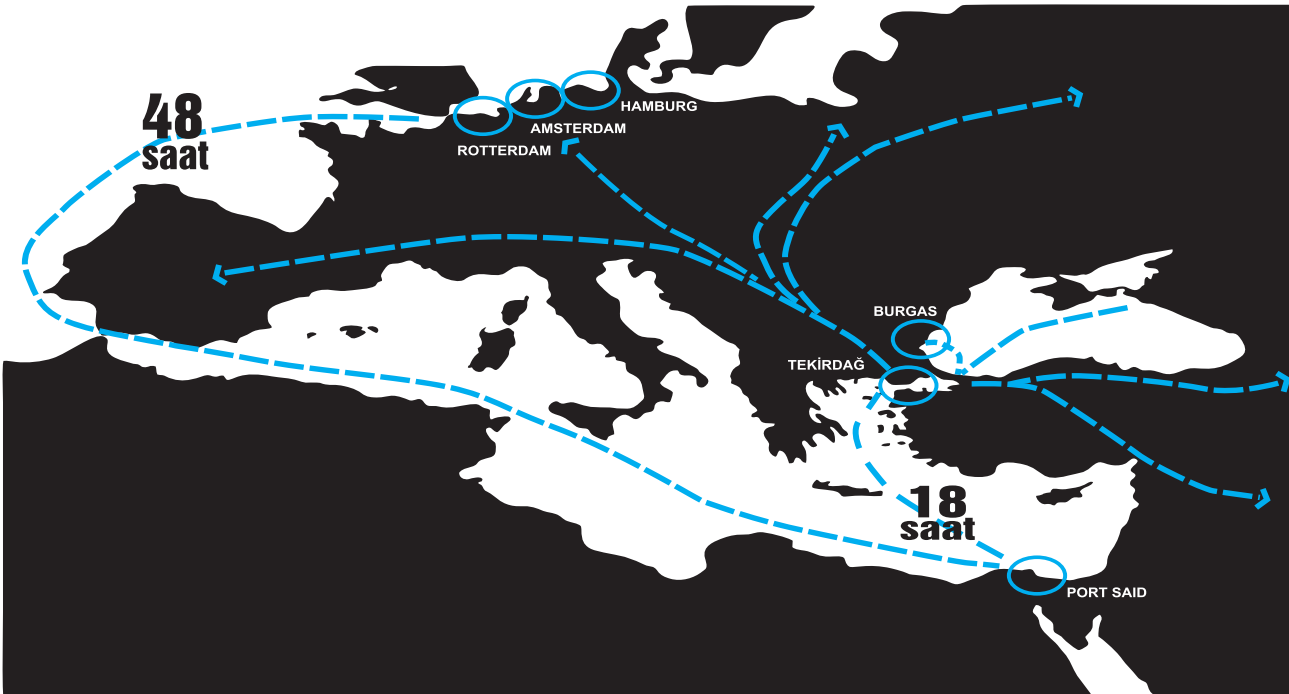 48
saat
HAMBURG
AMSTERDAM
ROTTERDAM
BURGAS
TEKİRDAĞ
18
saat
PORT SAID